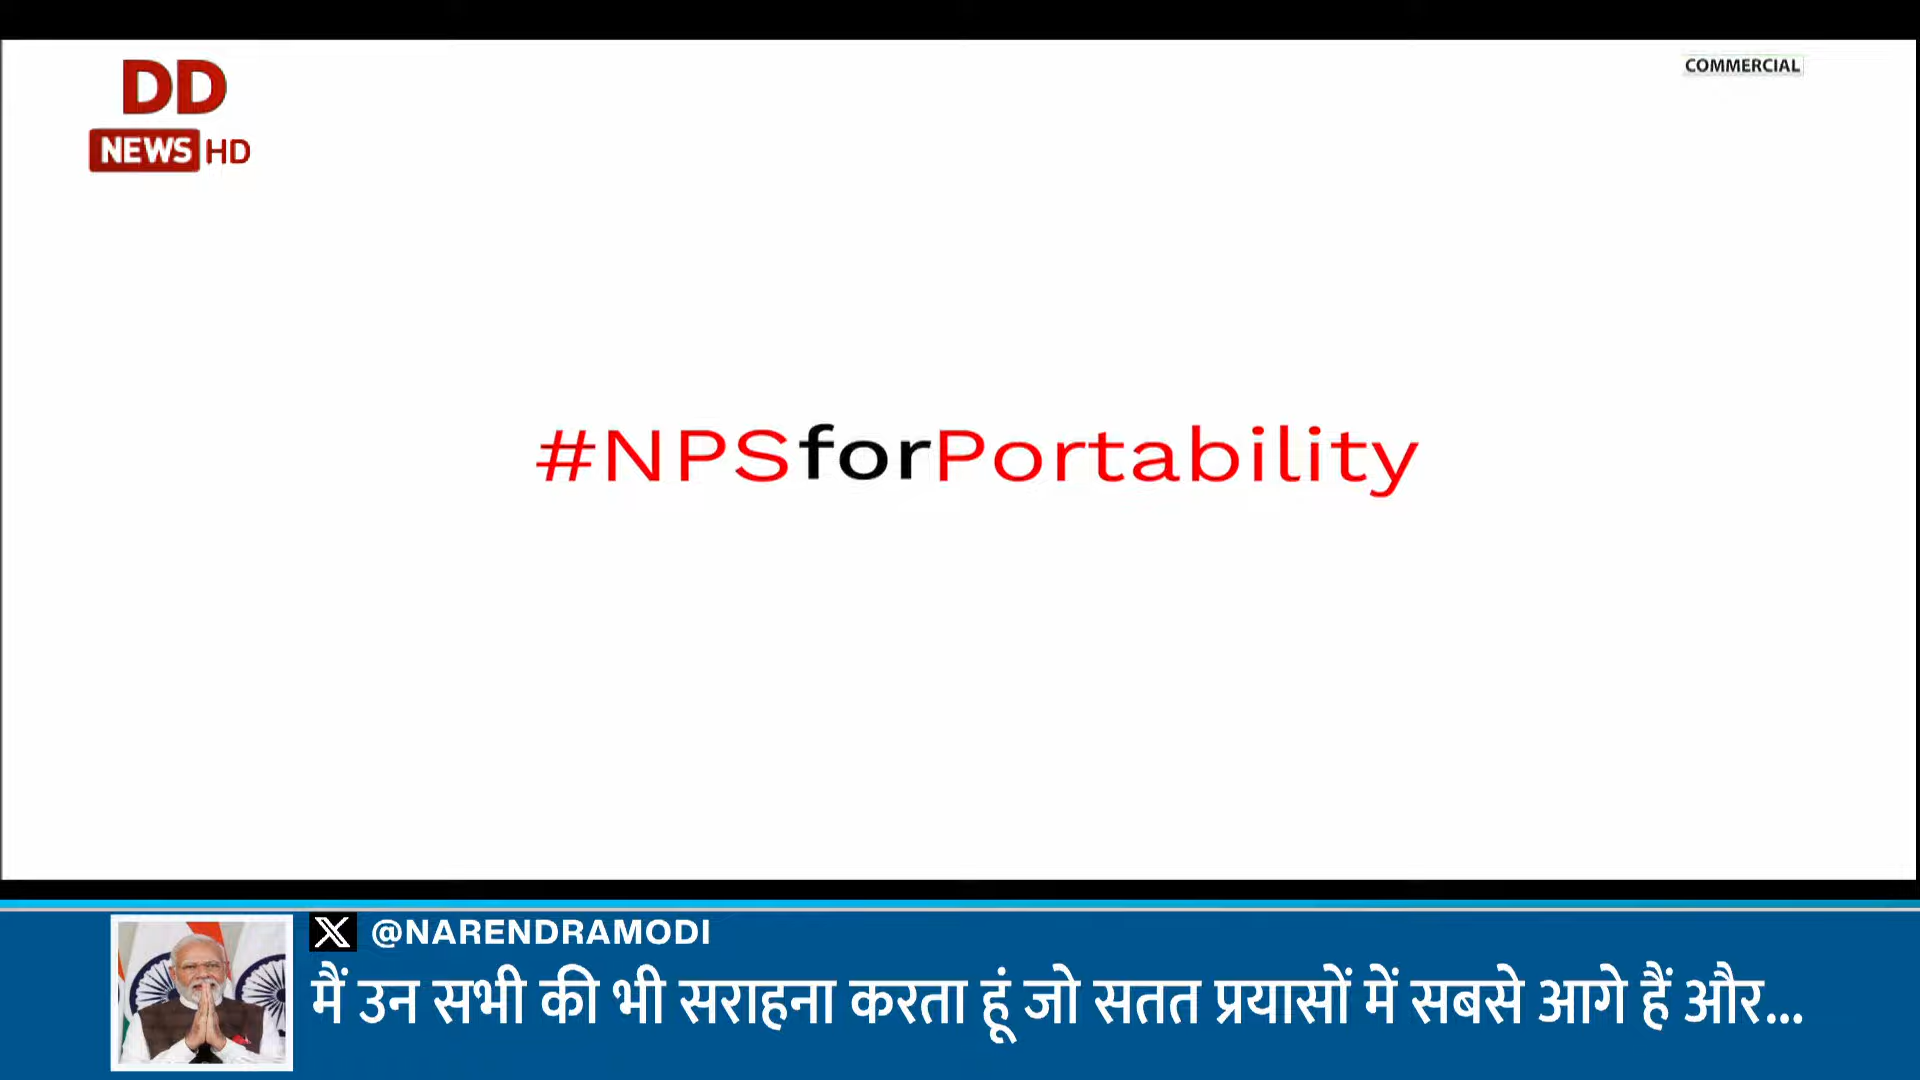 DD
NEWS HD
COMMERCIAL
#NPSforPortability
X @NARENDRAMODI
मैं उन सभी की भी सराहना करता हूं जो सतत प्रयासों में सबसे आगे हैं और...